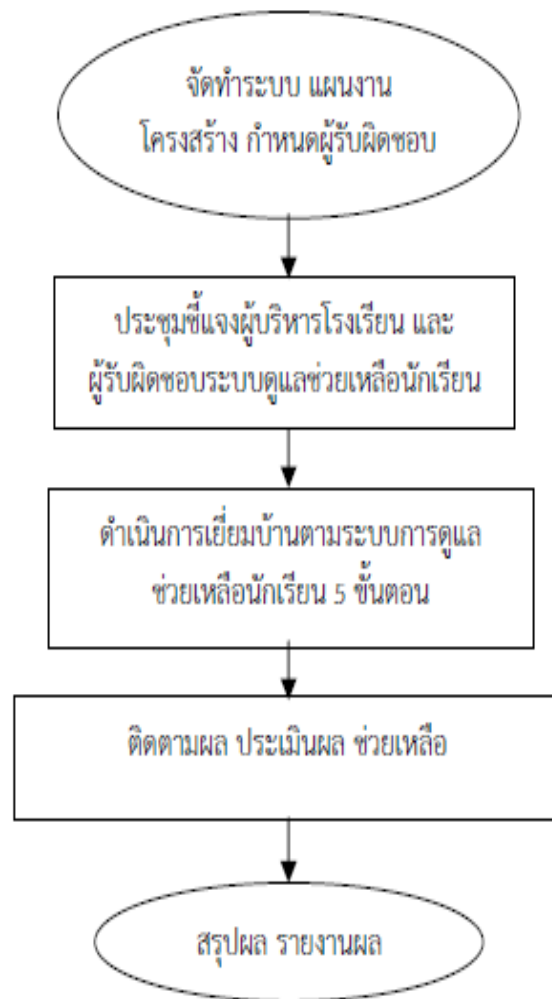 จัดทำระบบ แผนงาน
โครงสร้าง กำหนดผู้รับผิดชอบ
ประชุมชี้แจงผู้บริหารโรงเรียน และ
ผู้รับผิดชอบระบบดูแลช่วยเหลือนักเรียน
ดำเนินการเยี่ยมบ้านตามระบบการดูแล
ช่วยเหลือนักเรียน 5 ขั้นตอน
ติดตามผล ประเมินผล ช่วยเหลือ
สรุปผล รายงานผล